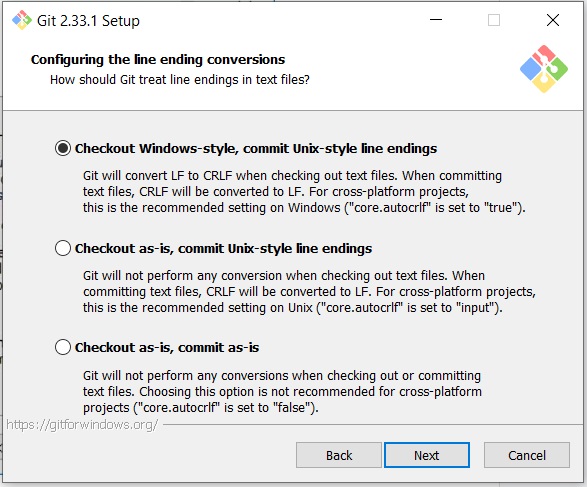 Git 2.33.1 Setup
Configuring the line ending conversions
How should Git treat line endings in text files?
Checkout Windows-style, commit Unix-style line endings
Git will convert LF to CRLF when checking out text files. When committing
text files, CRLF will be converted to LF. For cross-platform projects,
this is the recommended setting on Windows ("core.autocrlf" is set to "true").
Checkout as-is, commit Unix-style line endings
Git will not perform any conversion when checking out text files. When
committing text files, CRLF will be converted to LF. For cross-platform projects,
this is the recommended setting on Unix ("core.autocrlf" is set to "input").
Checkout as-is, commit as-is
Git will not perform any conversions when checking out or committing
text files. Choosing this option is not recommended for cross-platform
projects ("core.autocrlf" is set to "false").
https://gitforwindows.org/
Back
Next
Cancel